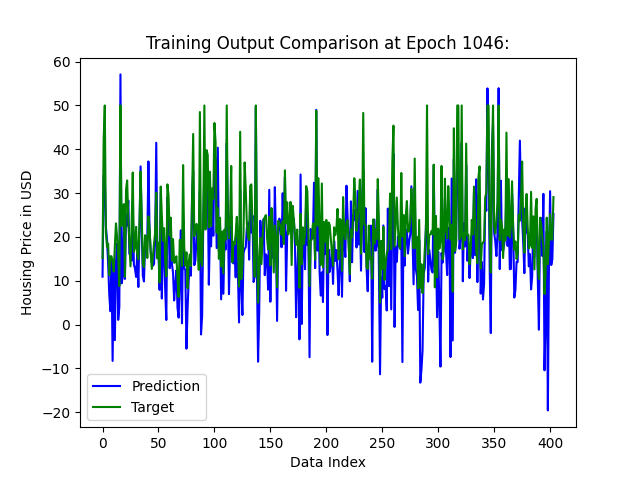 Training Output Comparison at Epoch 1046:
60
50
40
30
20
10
0
−10
−20
Housing Price in USD
Prediction
Target
0 50 100 150 200 250 300 350 400
Data Index